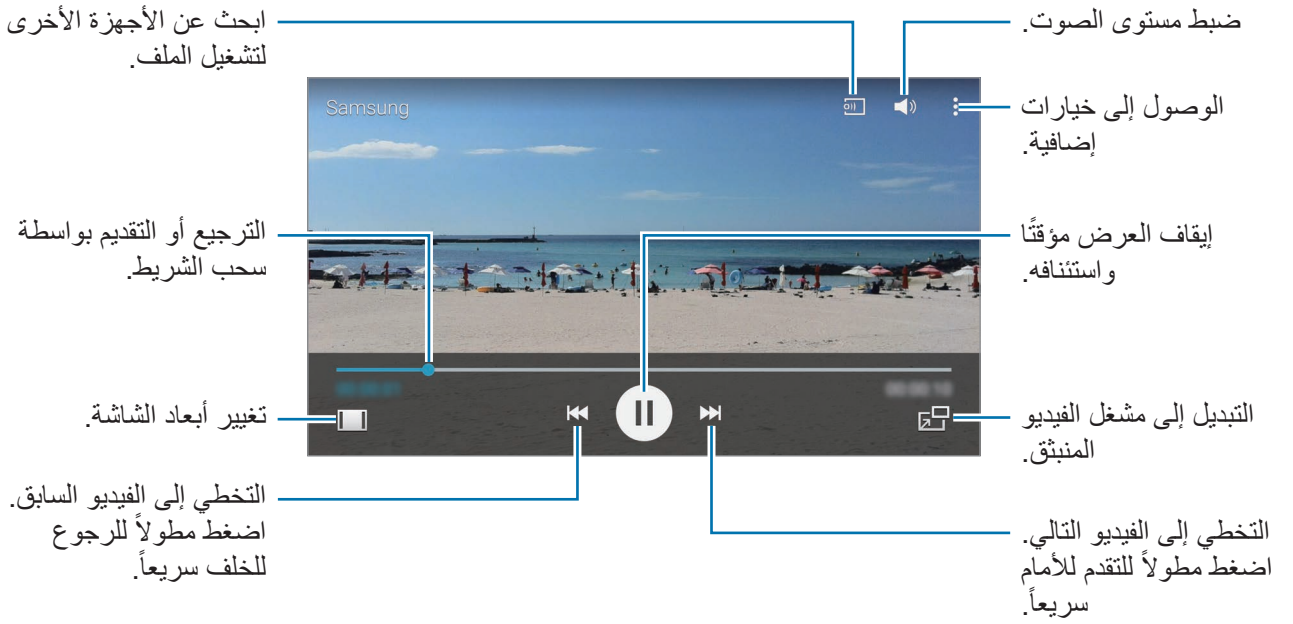 ضبط مستوى الصوت.
ابحث عن الأجهزة الأخرى
لتشغيل الملف.
Samsung
الوصول إلى خيارات
إضافية.
إيقاف العرض مؤقتًا
واستئنافه.
الترجيع أو التقديم بواسطة
سحب الشريط.
التبديل إلى مشغل الفيديو
المنبثق.
تغيير أبعاد الشاشة.
التخطي إلى الفيديو التالي.
اضغط مطولاً للتقدم للأمام
سريعاً.
التخطي إلى الفيديو السابق.
اضغط مطولاً للرجوع
للخلف سريعاً.